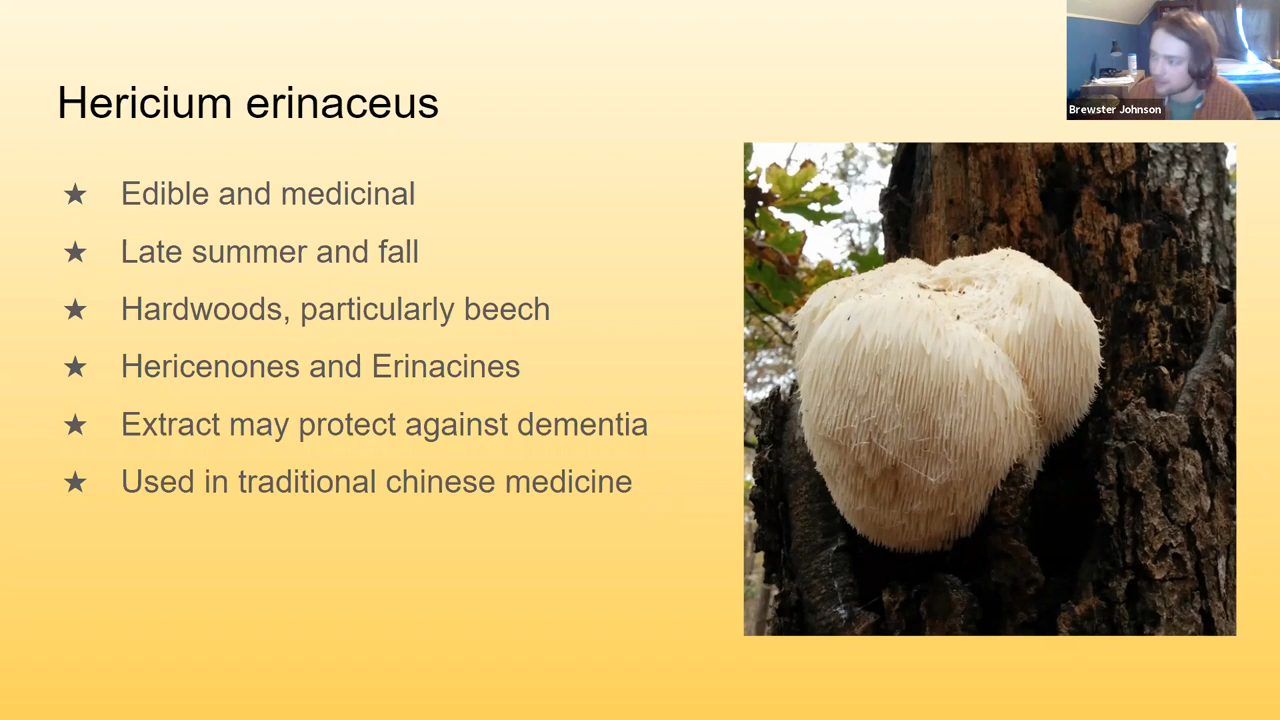 Hericium erinaceus
★ Edible and medicinal
★ Late summer and fall
★ Hardwoods, particularly beech
★ Hericenones and Erinacines
★ Extract may protect against dementia
★ Used in traditional chinese medicine
Brewster Johnson